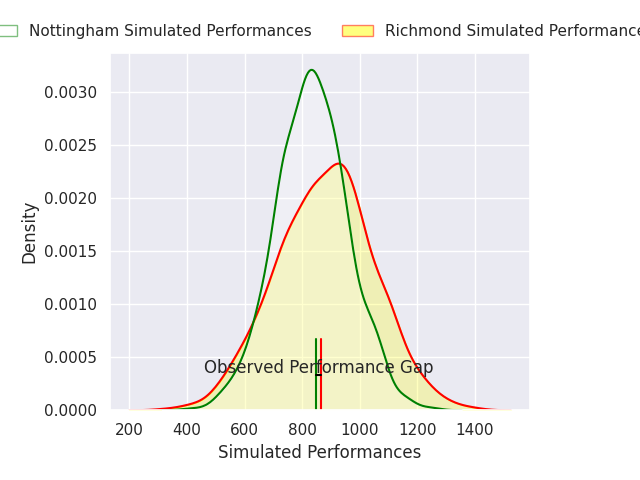 Nottingham Simulated Performances
Richmond Simulated Performance
0.0030
0.0025
0.0020
0.0015
0.0010
0.0005
0.0000
Density
Observed Performance Gap
200 400 600 800 1000 1200 1400
Simulated Performances